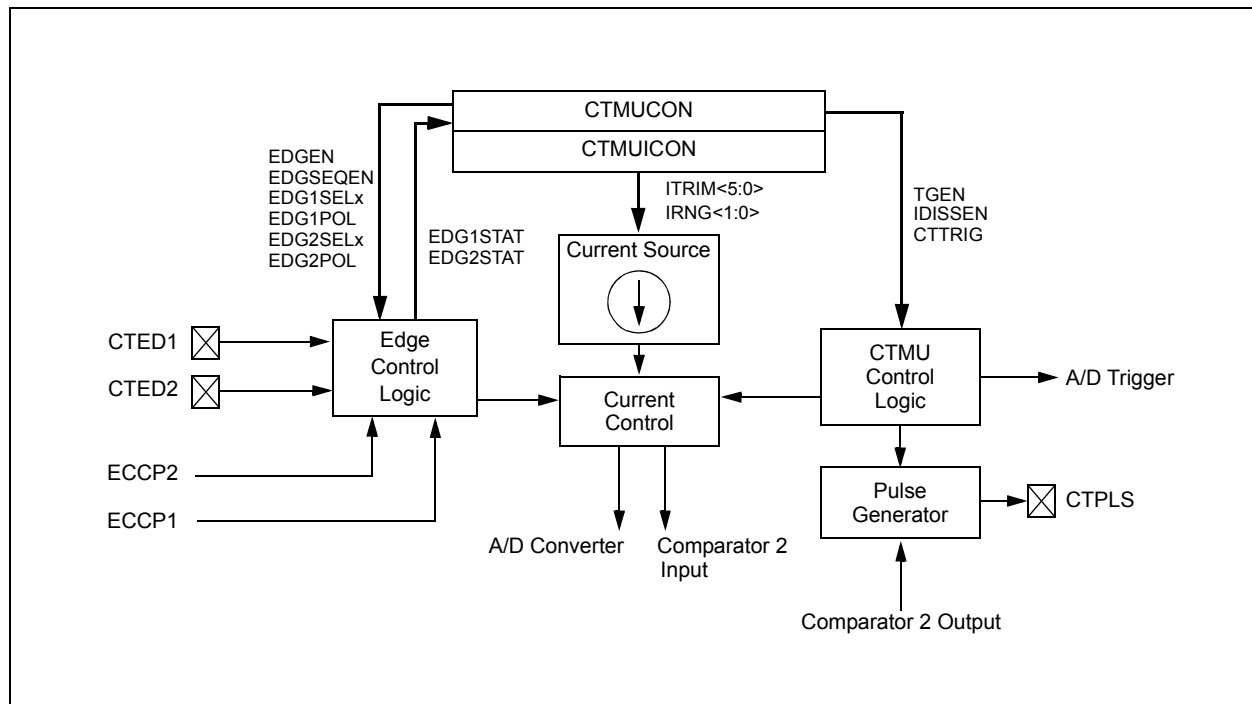 CTMUCON
CTMUICON
EDGEN
EDGSEQEN
EDG1SELx
EDG1POL
EDG2SELx
EDG2POL
EDG1STAT
EDG2STAT
ITRIM<5:0>
IRNG<1:0>
TGEN
IDISSEN
CTTRIG
Current Source
CTED1
CTED2
Edge
Control
Logic
Current
Control
CTMU
Control
Logic
A/D Trigger
ECCP2
ECCP1
Pulse
Generator
CTPLS
A/D Converter
Comparator 2
Input
Comparator 2 Output